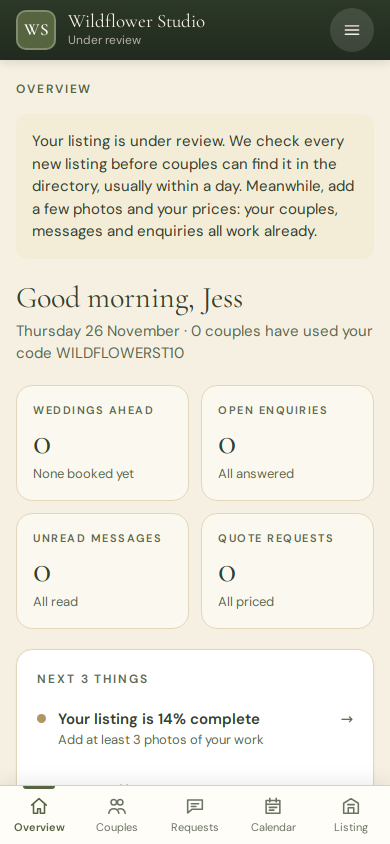 WS
Wildflower Studio
Under review
OVERVIEW
Your listing is under review. We check every
new listing before couples can find it in the
directory, usually within a day. Meanwhile, add
a few photos and your prices: your couples,
messages and enquiries all work already.
Good morning, Jess
Thursday 26 November · 0 couples have used your
code WILDFLOWERST10
WEDDINGS AHEAD
0
None booked yet
OPEN ENQUIRIES
0
All answered
UNREAD MESSAGES
0
All read
QUOTE REQUESTS
0
All priced
NEXT 3 THINGS
Your listing is 14% complete →
Add at least 3 photos of your work
Overview
Couples
Requests
Calendar
Listing